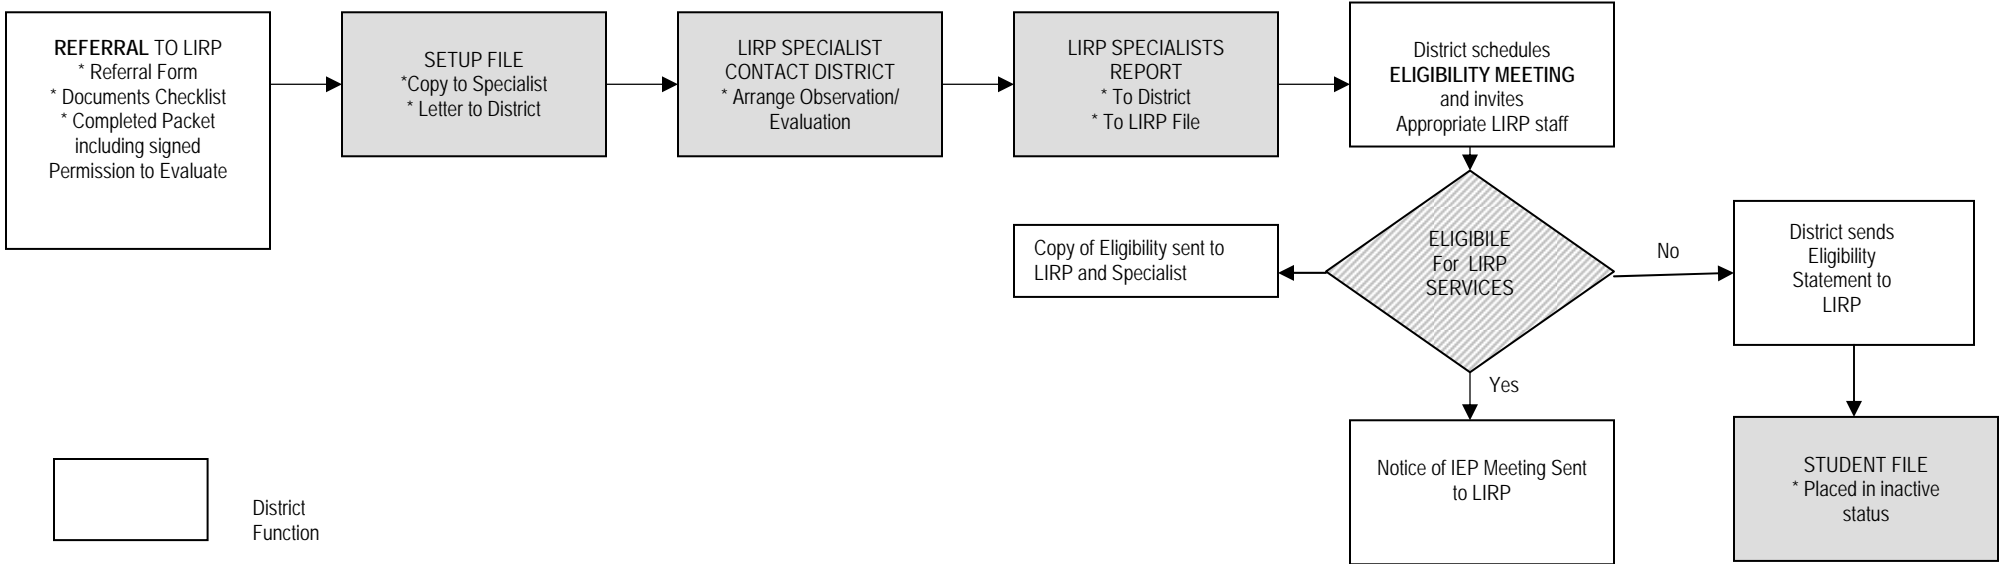 REFERRAL TO LIRP
* Referral Form
* Documents Checklist
* Completed Packet
including signed
Permission to Evaluate
SETUP FILE
*Copy to Specialist
* Letter to District
LIRP SPECIALIST
CONTACT DISTRICT
* Arrange Observation/
Evaluation
LIRP SPECIALISTS
REPORT
* To District
* To LIRP File
District schedules
ELIGIBILITY MEETING
and invites
Appropriate LIRP staff
Copy of Eligibility sent to
LIRP and Specialist
ELIGIBILE
For LIRP
SERVICES
No
District sends
Eligibility
Statement to
LIRP
Yes
Notice of IEP Meeting Sent
to LIRP
STUDENT FILE
* Placed in inactive
status
District
Function